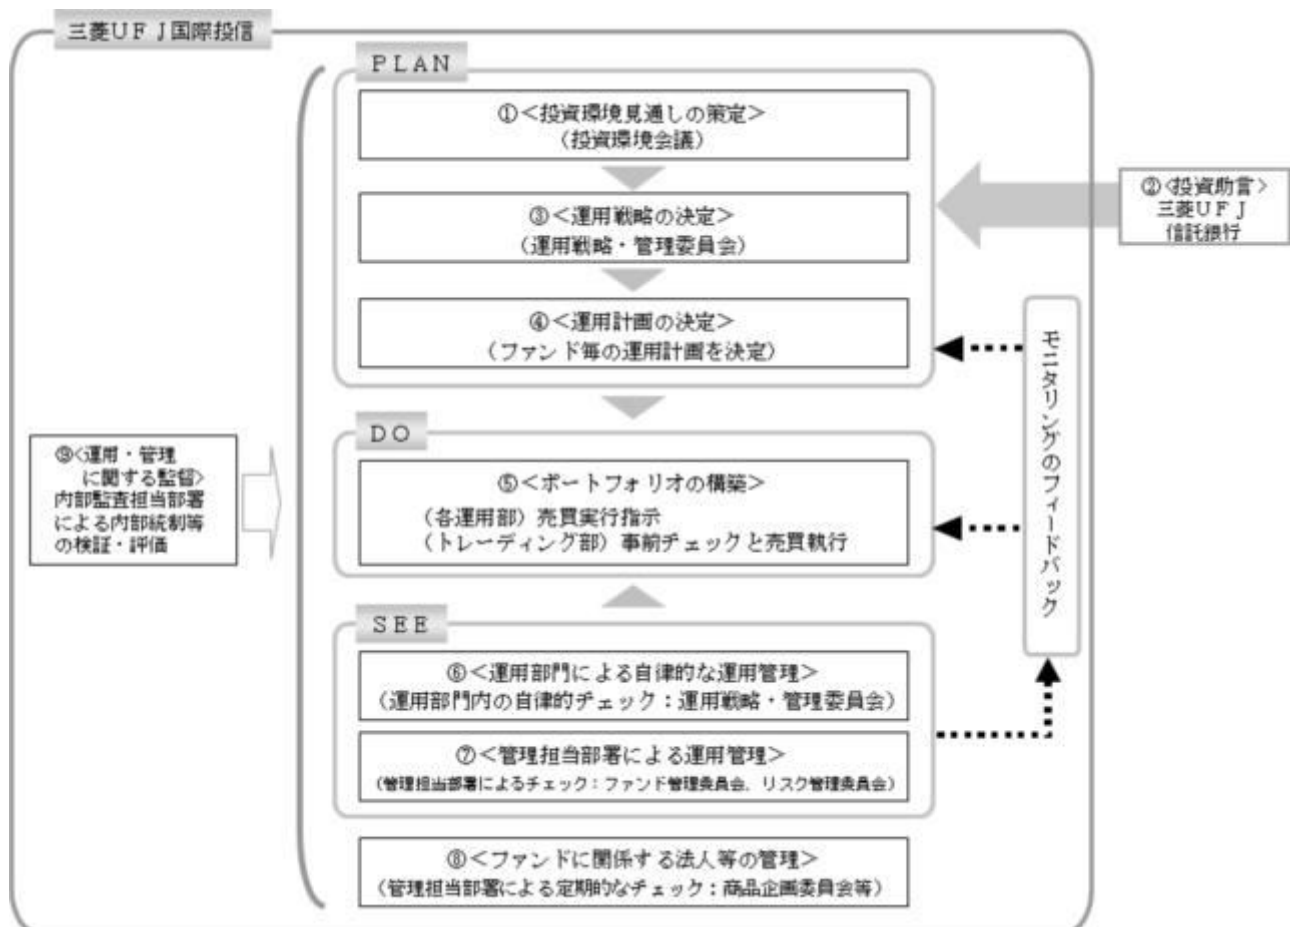 三菱UFJ国際投信
PLAN
①<投資環境見通しの策定>
(投資環境会議)
②<投資助言>
三菱UFJ
信託銀行
③<運用戦略の決定>
(運用戦略・管理委員会)
④<運用計画の決定>
(ファンド毎の運用計画を決定)
モニタリングのフィードバック
DO
⑤<ポートフォリオの構築>
(各運用部)売買実行指示
(トレーディング部)事前チェックと売買執行
⑨<運用・管理
に関する監督>
内部監査担当部署
による内部統制等
の検証・評価
SEE
⑥<運用部門による自律的な運用管理>
(運用部門内の自律的チェック:運用戦略・管理委員会)
⑦<管理担当部署による運用管理>
(管理担当部署によるチェック:ファンド管理委員会、リスク管理委員会)
⑧<ファンドに関係する法人等の管理>
(管理担当部署による定期的なチェック:商品企画委員会等)